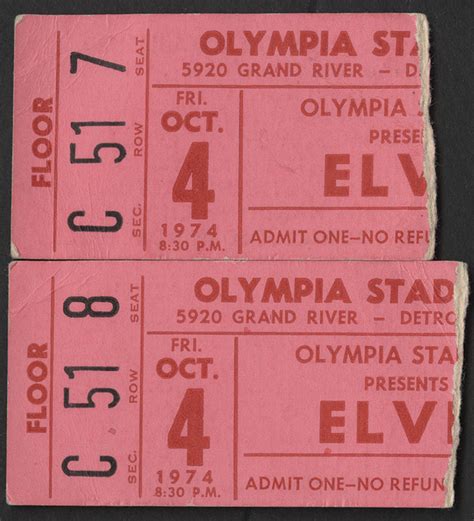 FLOOR
C 51 7
SEC. ROW SEAT
FRI.
OCT.
4
1974
8:30 P.M.
OLYMPIA STA
5920 GRAND RIVER – D
OLYMPIA
PRESE
ELV
ADMIT ONE–NO REFU
FLOOR
C 51 8
SEC. ROW SEAT
FRI.
OCT.
4
1974
8:30 P.M.
OLYMPIA STAD
5920 GRAND RIVER – DETRO
OLYMPIA STA
PRESENTS
ELV
ADMIT ONE–NO REFUN